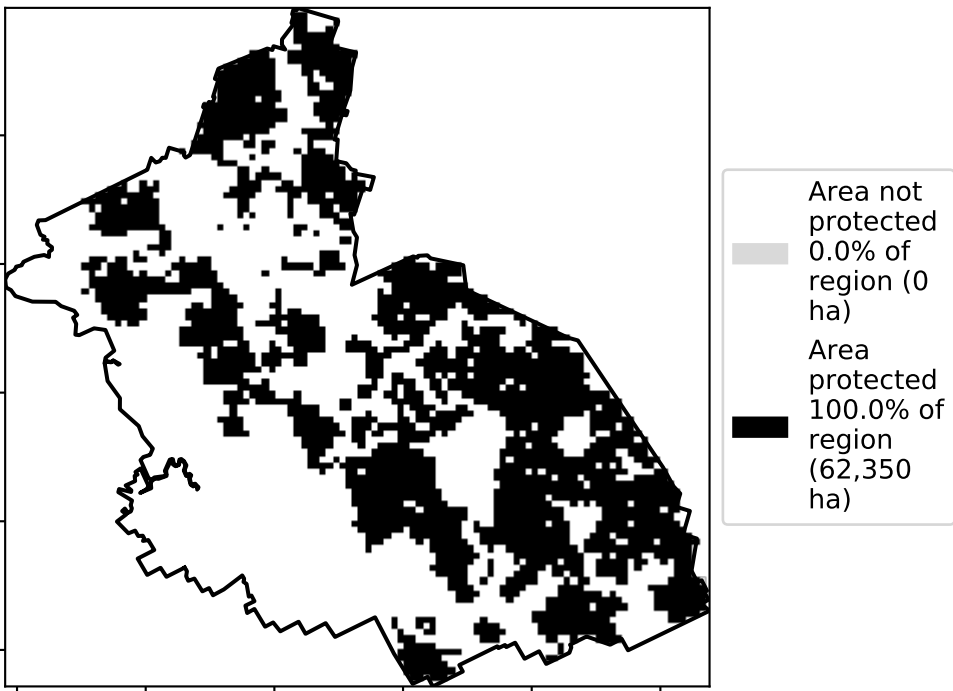 Area not
protected
0.0% of
region (0
ha)
Area
protected
100.0% of
region
(62,350
ha)